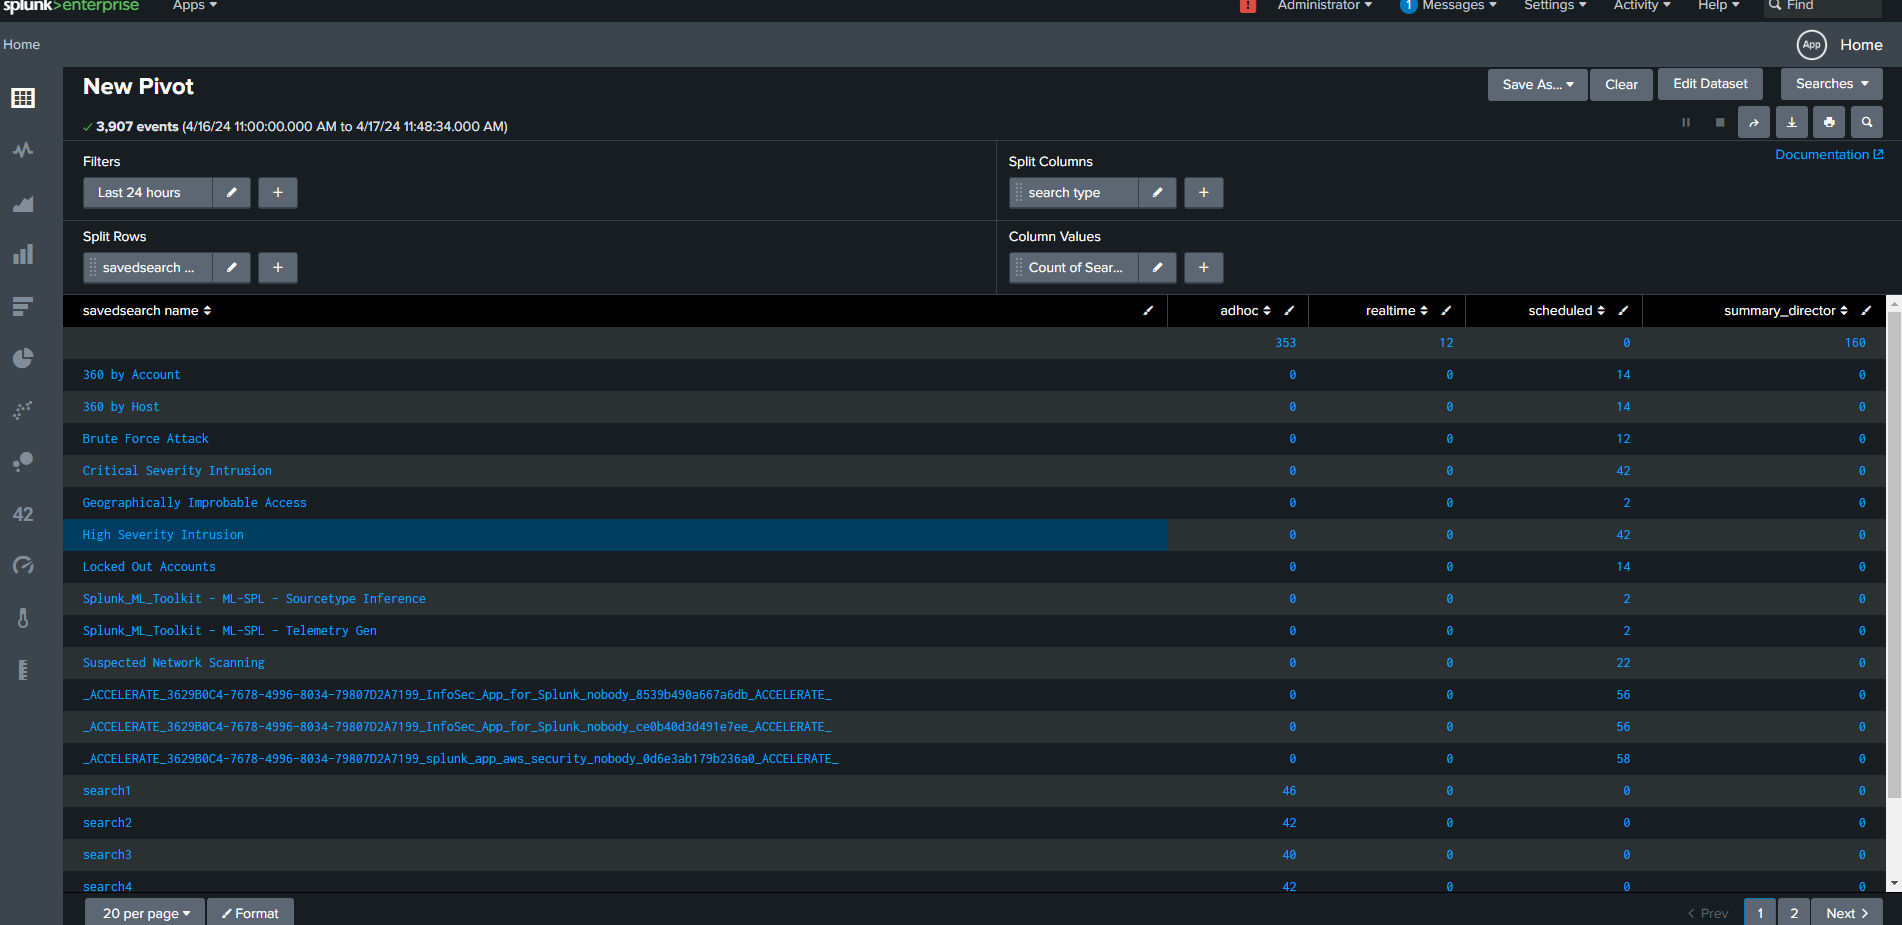 splunk>enterprise Apps ! Administrator 1 Messages Settings Activity Help Find
Home App Home
New Pivot Save As... Clear Edit Dataset Searches
✓ 3,907 events (4/16/24 11:00:00.000 AM to 4/17/24 11:48:34.000 AM)
Documentation
Filters
Last 24 hours +
Split Columns
search type +
Split Rows
savedsearch ... +
Column Values
Count of Sear... +
42
savedsearch name adhoc realtime scheduled summary_director
353 12 0 160
360 by Account 0 0 14 0
360 by Host 0 0 14 0
Brute Force Attack 0 0 12 0
Critical Severity Intrusion 0 0 42 0
Geographically Improbable Access 0 0 2 0
High Severity Intrusion 0 0 42 0
Locked Out Accounts 0 0 14 0
Splunk_ML_Toolkit - ML-SPL - Sourcetype Inference 0 0 2 0
Splunk_ML_Toolkit - ML-SPL - Telemetry Gen 0 0 2 0
Suspected Network Scanning 0 0 22 0
_ACCELERATE_3629B0C4-7678-4996-8034-79807D2A7199_InfoSec_App_for_Splunk_nobody_8539b490a667a6db_ACCELERATE_ 0 0 56 0
_ACCELERATE_3629B0C4-7678-4996-8034-79807D2A7199_InfoSec_App_for_Splunk_nobody_ce0b40d3d491e7ee_ACCELERATE_ 0 0 56 0
_ACCELERATE_3629B0C4-7678-4996-8034-79807D2A7199_splunk_app_aws_security_nobody_0d6e3ab179b236a0_ACCELERATE_ 0 0 58 0
search1 46 0 0 0
search2 42 0 0 0
search3 40 0 0 0
search4 42 0 0 0
20 per page Format < Prev 1 2 Next >